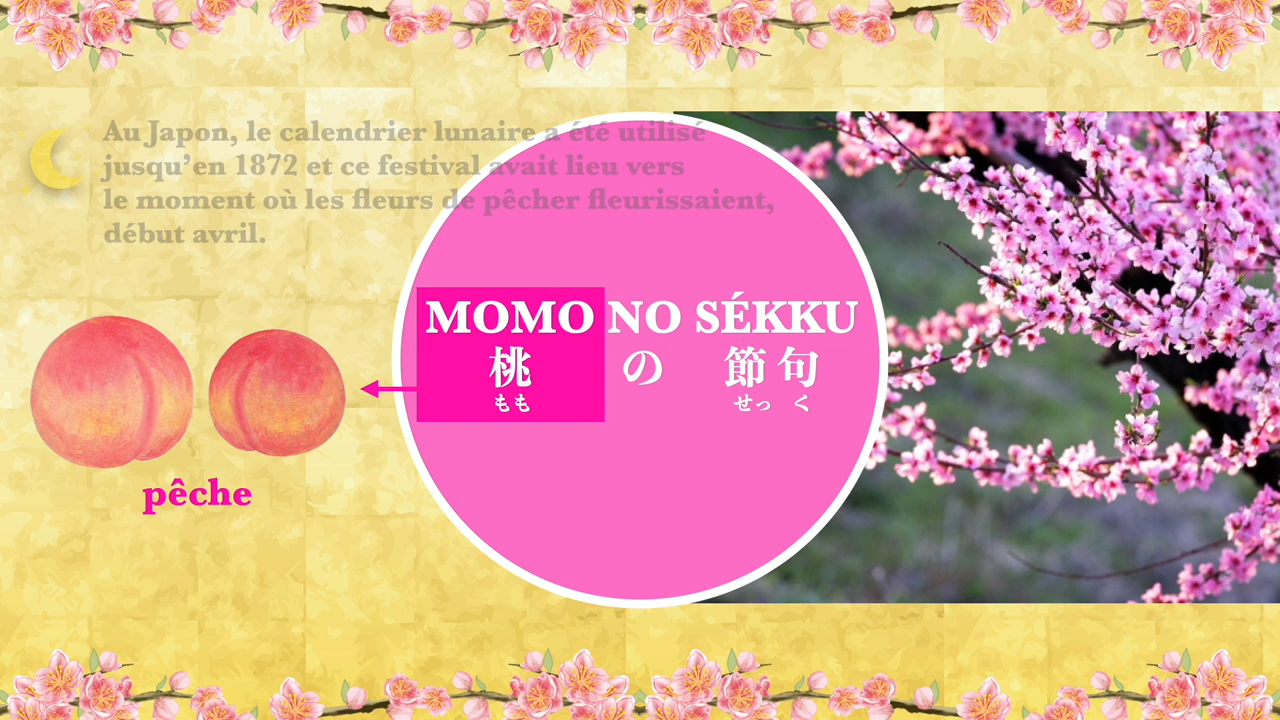 Au Japon, le calendrier lunaire a été utilisé
jusqu’en 1872 et ce festival avait lieu vers
le moment où les fleurs de pêcher fleurissaient,
début avril.
MOMO NO SÉKKU
桃 の 節句
もも せっ く
pêche